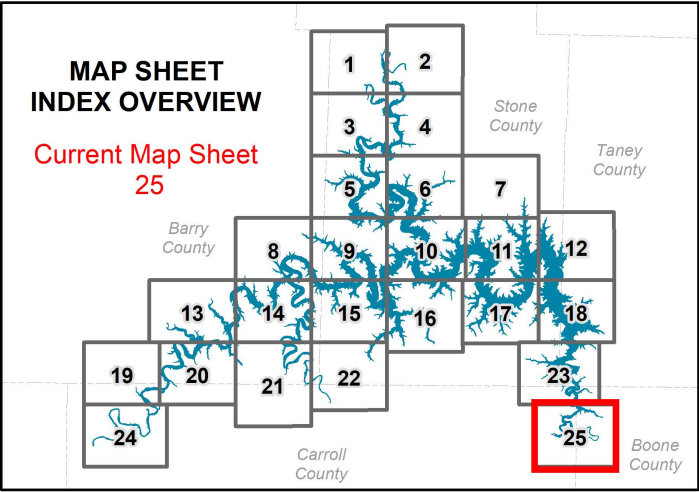 MAP SHEET
INDEX OVERVIEW
Current Map Sheet
25
1
2
Stone
County
3
4
Taney
County
5
6
7
Barry
County
8
9
10
11
12
13
14
15
16
17
18
19
20
21
22
23
24
25
Carroll
County
Boone
County